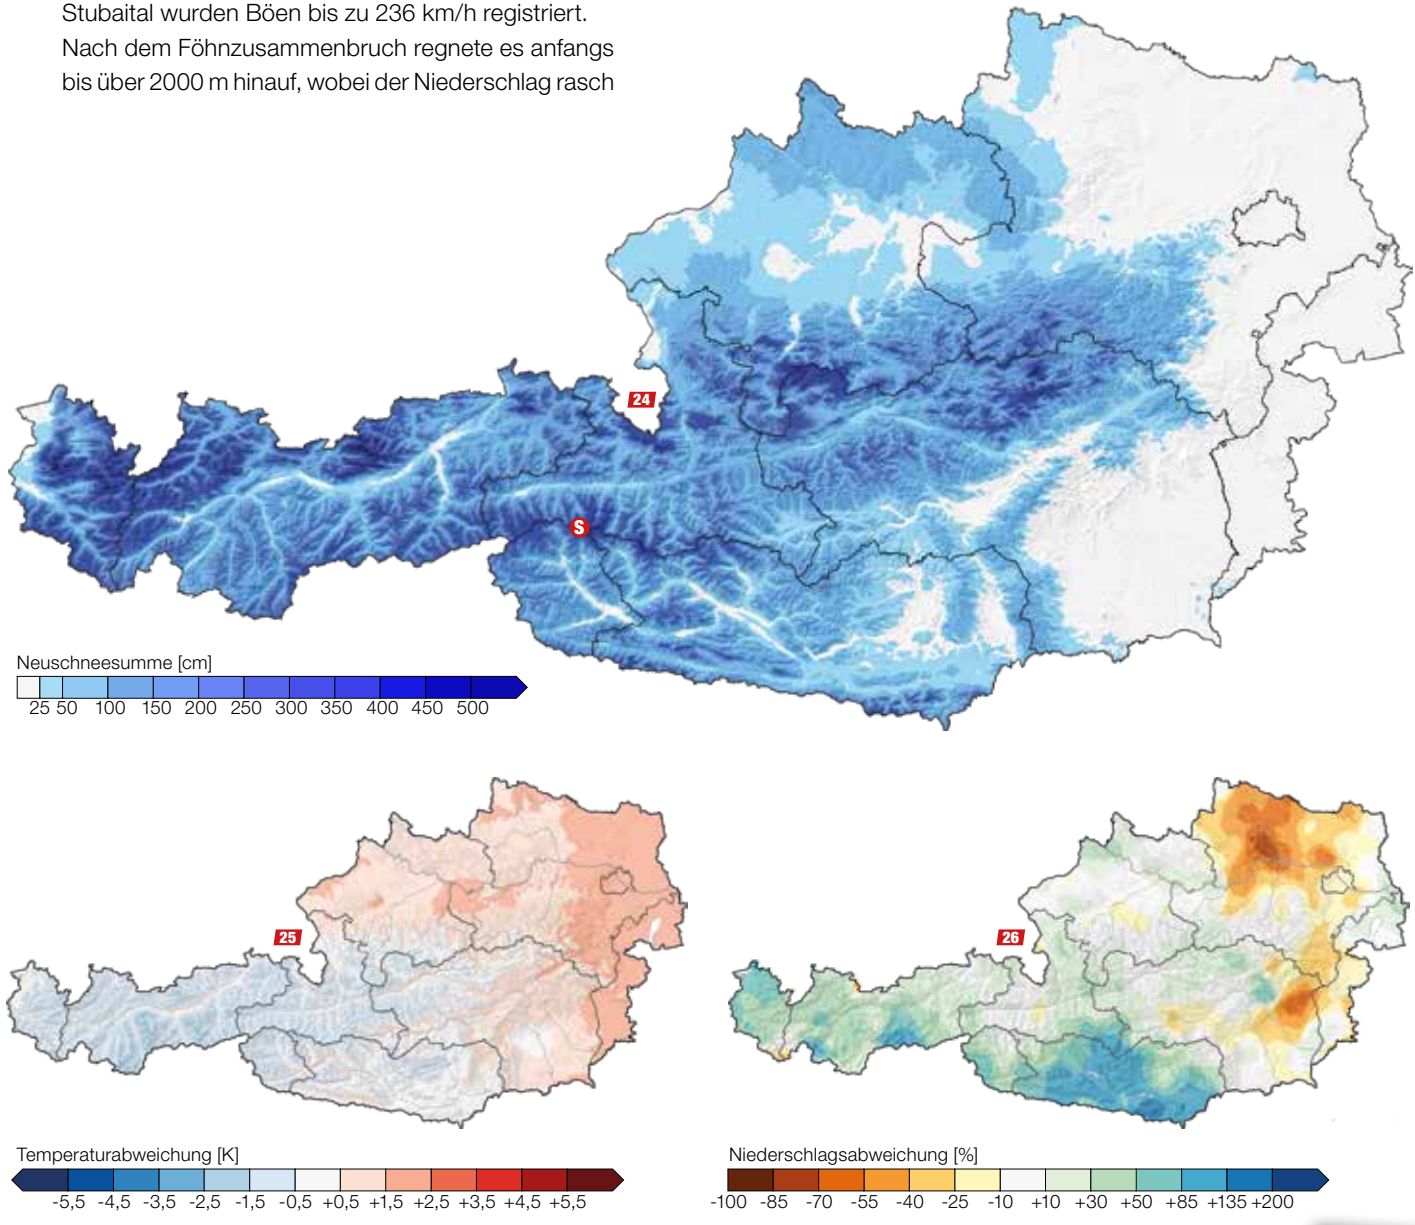 Stubaital wurden Böen bis zu 236 km/h registriert.
Nach dem Föhnzusammenbruch regnete es anfangs
bis über 2000 m hinauf, wobei der Niederschlag rasch
24
S
Neuschneesumme [cm]
25 50 100 150 200 250 300 350 400 450 500
25
26
Temperaturabweichung [K]
-5,5 -4,5 -3,5 -2,5 -1,5 -0,5 +0,5 +1,5 +2,5 +3,5 +4,5 +5,5
Niederschlagsabweichung [%]
-100 -85 -70 -55 -40 -25 -10 +10 +30 +50 +85 +135 +200